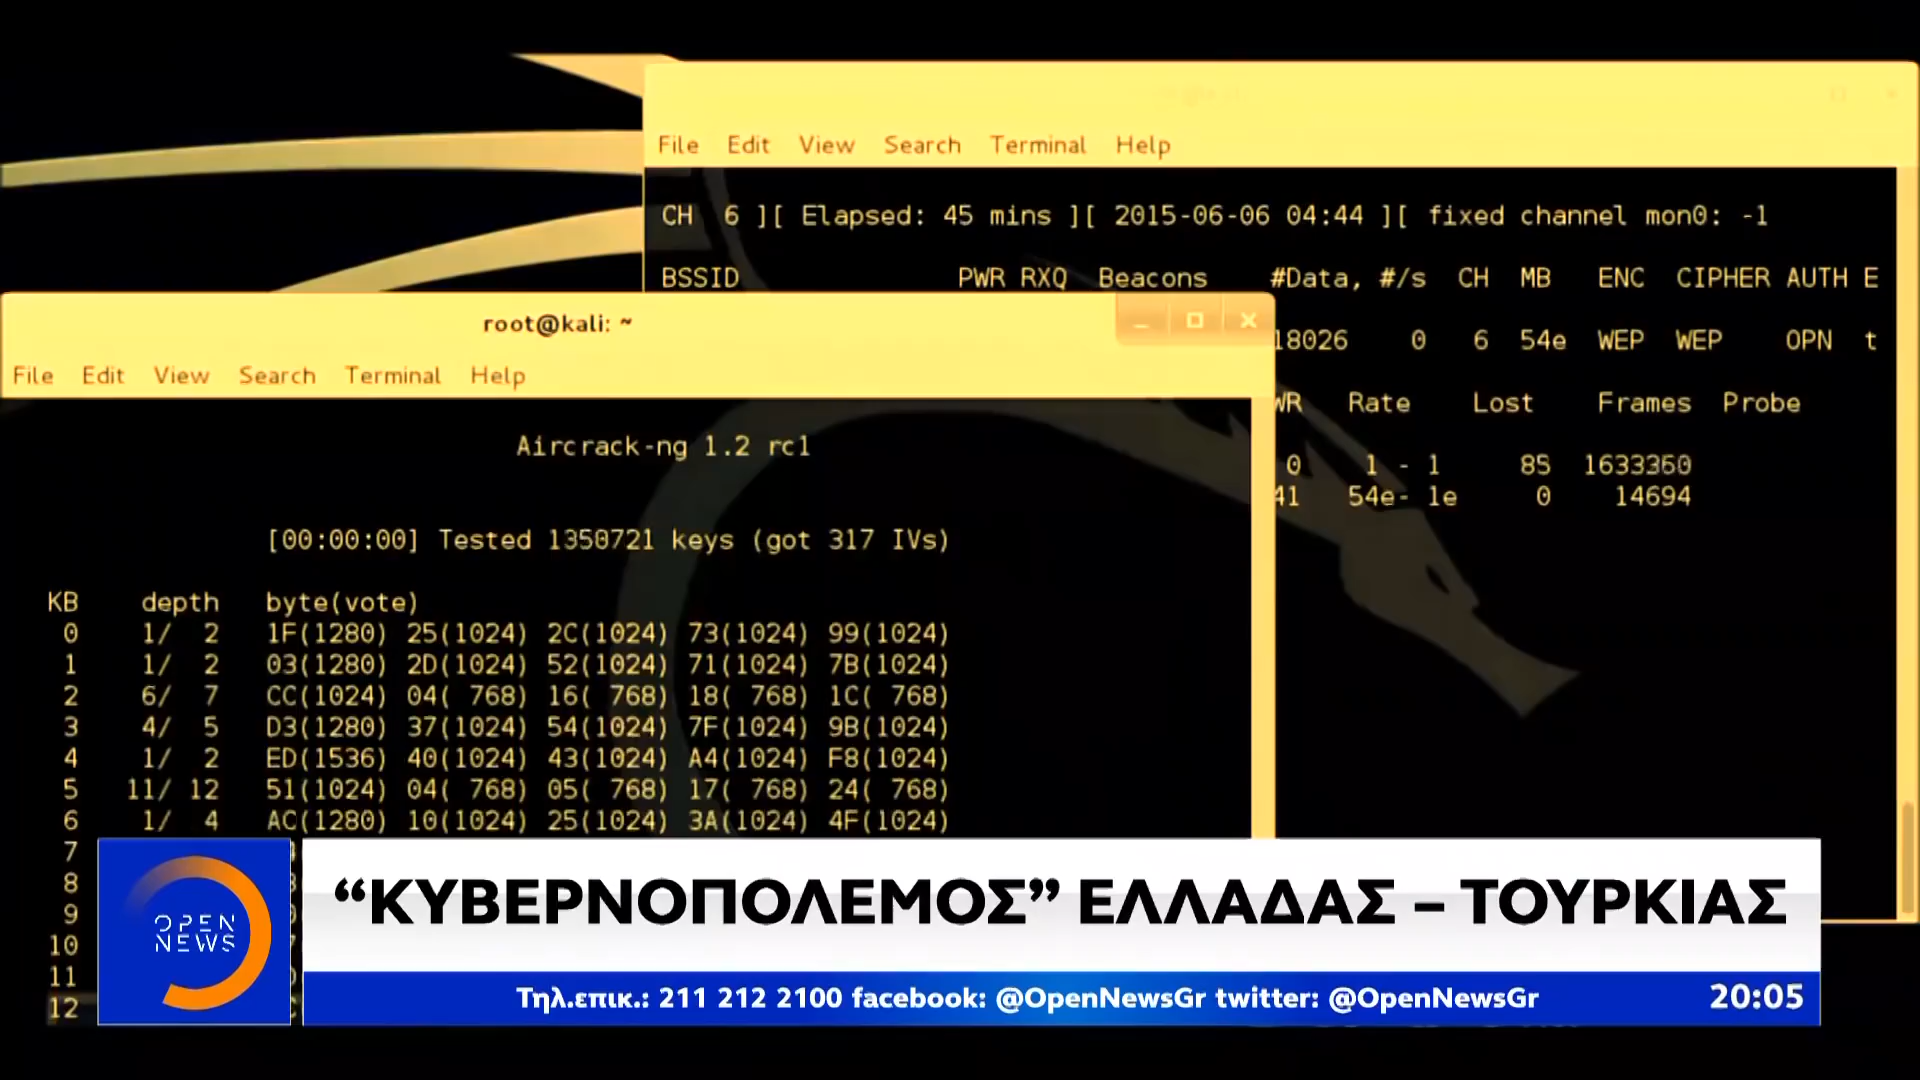 File Edit View Search Terminal Help
CH 6 ][ Elapsed: 45 mins ][ 2015-06-06 04:44 ][ fixed channel mon0: -1
BSSID PWR RXQ Beacons #Data, #/s CH MB ENC CIPHER AUTH E
18026 0 6 54e WEP WEP OPN t
WR Rate Lost Frames Probe
0 1 - 1 85 1633360
41 54e- 1e 0 14694
root@kali: ~
File Edit View Search Terminal Help
Aircrack-ng 1.2 rc1
[00:00:00] Tested 1350721 keys (got 317 IVs)
KB depth byte(vote)
0 1/ 2 1F(1280) 25(1024) 2C(1024) 73(1024) 99(1024)
1 1/ 2 03(1280) 2D(1024) 52(1024) 71(1024) 7B(1024)
2 6/ 7 CC(1024) 04( 768) 16( 768) 18( 768) 1C( 768)
3 4/ 5 D3(1280) 37(1024) 54(1024) 7F(1024) 9B(1024)
4 1/ 2 ED(1536) 40(1024) 43(1024) A4(1024) F8(1024)
5 11/ 12 51(1024) 04( 768) 05( 768) 17( 768) 24( 768)
6 1/ 4 AC(1280) 10(1024) 25(1024) 3A(1024) 4F(1024)
7
8
9
10
11
12
OPEN
NEWS
“ΚΥΒΕΡΝΟΠΟΛΕΜΟΣ” ΕΛΛΑΔΑΣ – ΤΟΥΡΚΙΑΣ
Τηλ.επικ.: 211 212 2100 facebook: @OpenNewsGr twitter: @OpenNewsGr
20:05